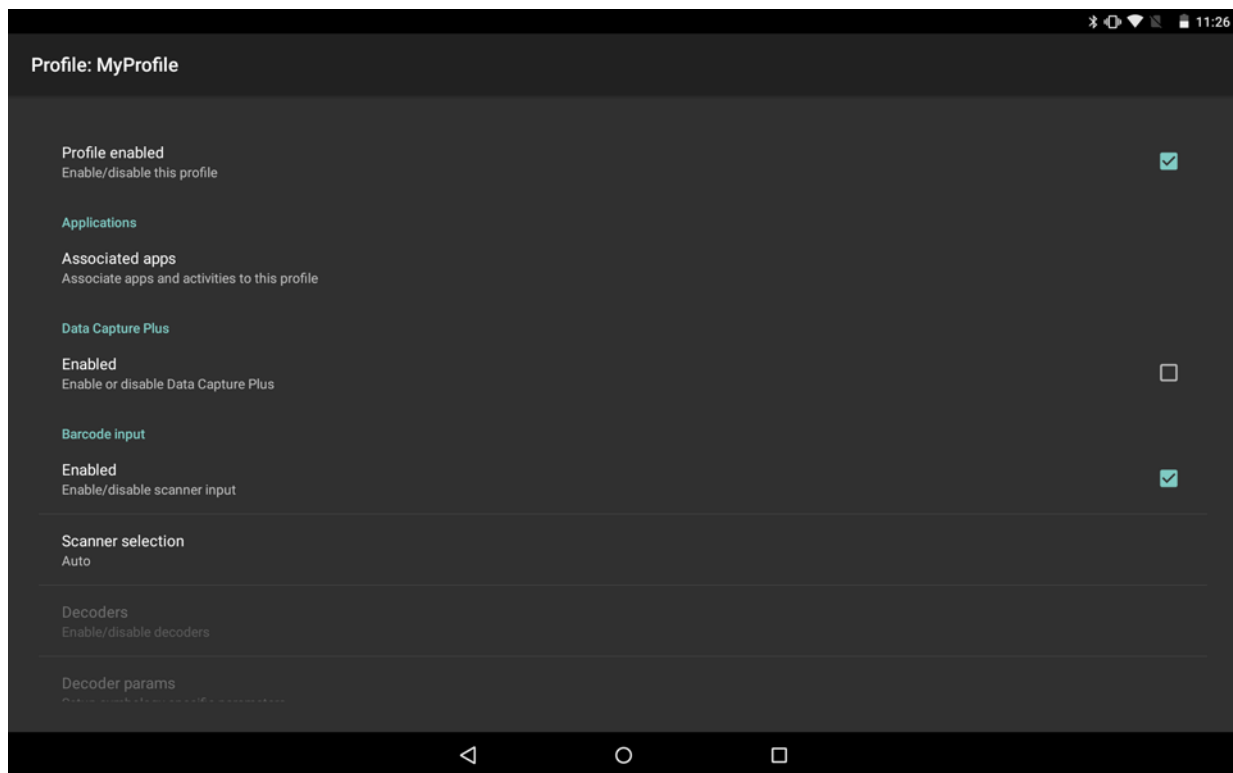 11:26
Profile: MyProfile
Profile enabled
Enable/disable this profile
Applications
Associated apps
Associate apps and activities to this profile
Data Capture Plus
Enabled
Enable or disable Data Capture Plus
Barcode input
Enabled
Enable/disable scanner input
Scanner selection
Auto
Decoders
Enable/disable decoders
Decoder params